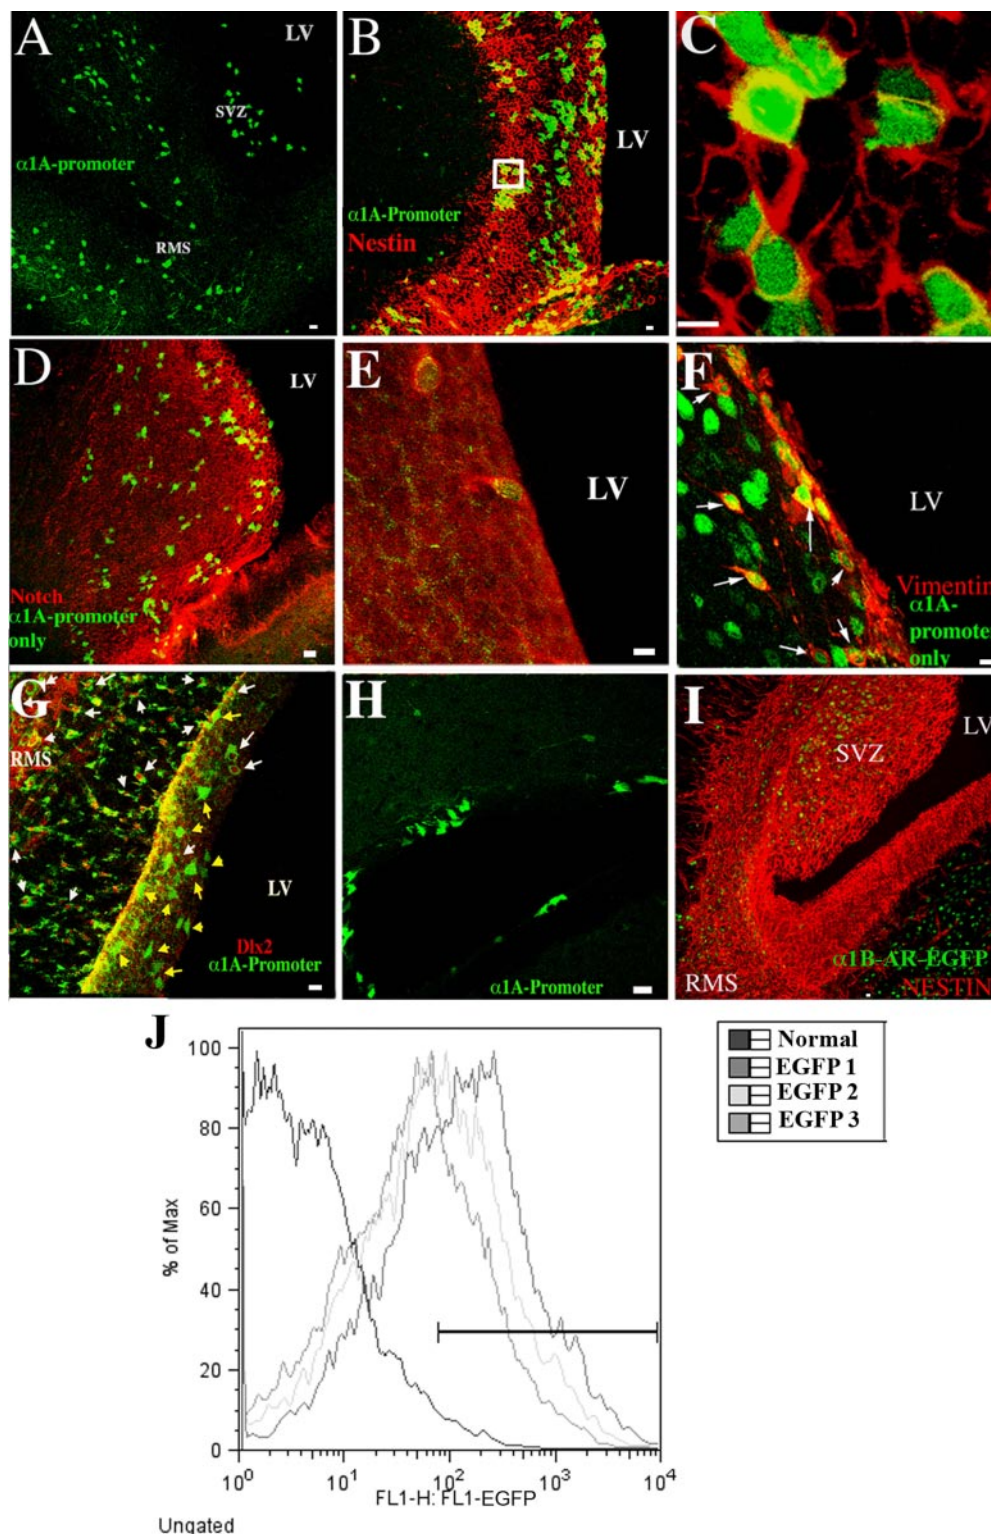 A
LV
SVZ
α1A-promoter
RMS
B
LV
α1A-Promoter
Nestin
C
D
LV
Notch
α1A-promoter
only
E
LV
F
LV
Vimentin
α1A-
promoter
only
G
RMS
LV
Dlx2
α1A-Promoter
H
α1A-Promoter
I
LV
SVZ
α1B-AR-EGFP
RMS
NESTIN
J
Normal
EGFP 1
EGFP 2
EGFP 3
100
80
60
40
20
0
% of Max
10^0
10^1
10^2
10^3
10^4
FL1-H: FL1-EGFP
Ungated